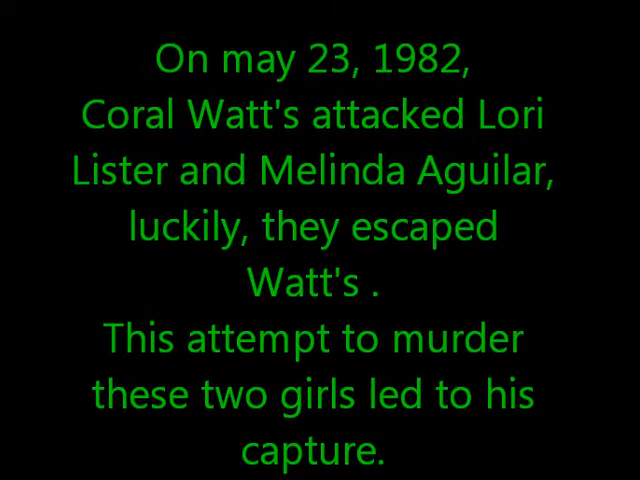 On may 23, 1982,
Coral Watt's attacked Lori
Lister and Melinda Aguilar,
luckily, they escaped
Watt's .
This attempt to murder
these two girls led to his
capture.